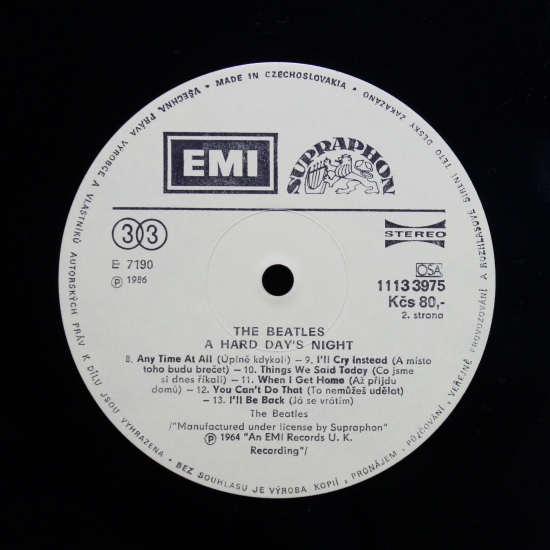 • MADE IN CZECHOSLOVAKIA •
VŠECHNA PRÁVA VÝROBCE A VLASTNÍKŮ AUTORSKÝCH PRÁV K DÍLU JSOU VYHRAZENA • BEZ SOUHLASU JE VÝROBA KOPIÍ, PRONÁJEM, PŮJČOVÁNÍ, VEŘEJNÉ PROVOZOVÁNÍ A ROZHLASOVÉ ŠÍŘENÍ TÉTO DESKY ZAKÁZÁNO
EMI
SUPRAPHON
33
STEREO
E 7190
Ⓟ 1986
OSA
1113 3975
Kčs 80,-
2. strana
THE BEATLES
A HARD DAY'S NIGHT
8. Any Time At All (Úplně kdykoli) – 9. I'll Cry Instead (A místo
toho budu brečet) – 10. Things We Said Today (Co jsme
si dnes říkali) – 11. When I Get Home (Až přijdu
domů) – 12. You Can't Do That (To nemůžeš udělat)
– 13. I'll Be Back (Já se vrátím)
The Beatles
/"Manufactured under license by Supraphon"
Ⓟ 1964 "An EMI Records U. K.
Recording"/